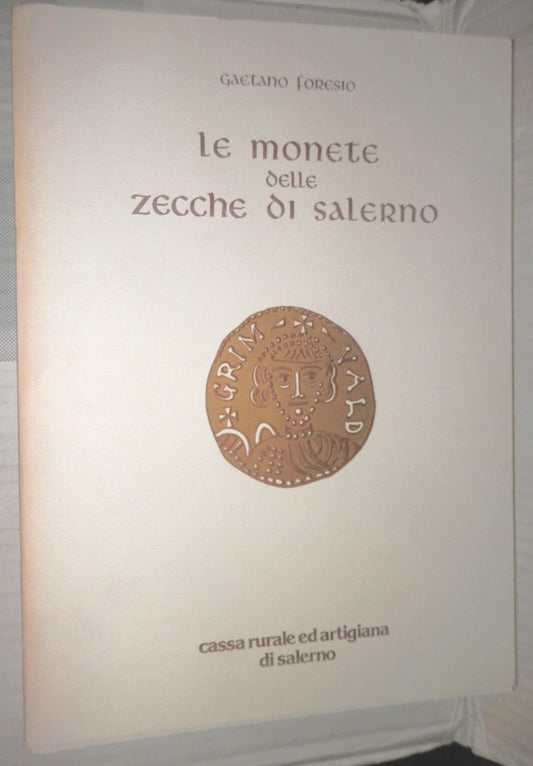 Gaetano Foresio
le monete
delle
zecche di salerno
GRIM VALD
cassa rurale ed artigiana
di salerno